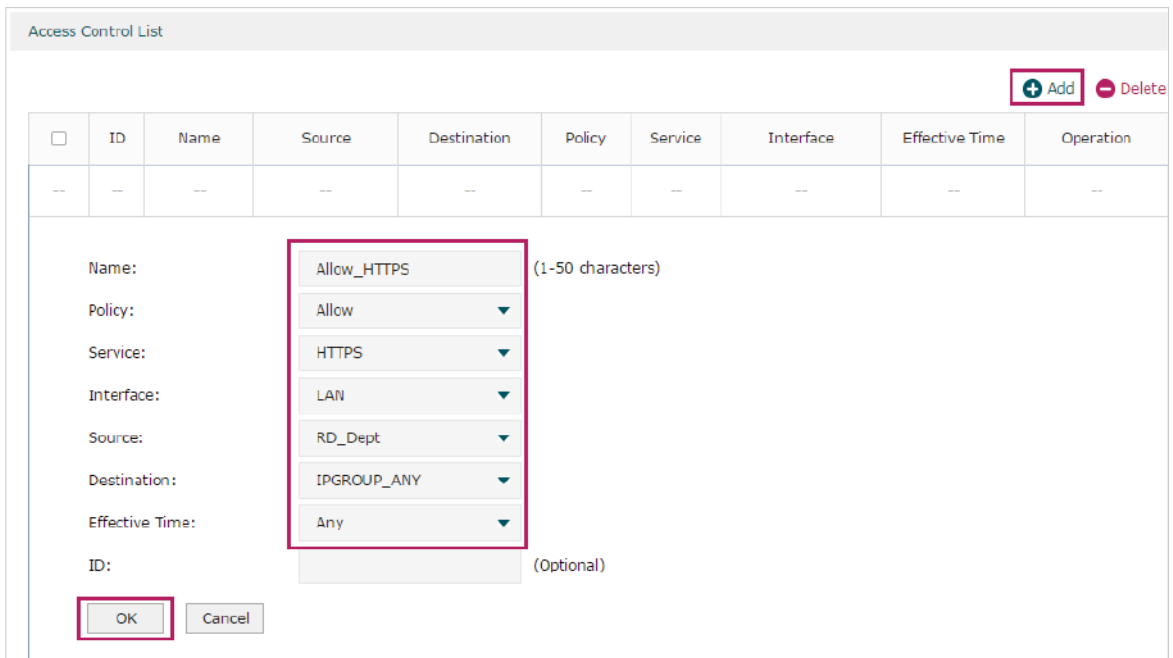 Access Control List
Add Delete
ID Name Source Destination Policy Service Interface Effective Time Operation
-- -- -- -- -- -- -- -- -- --
Name: Allow_HTTPS (1-50 characters)
Policy: Allow
Service: HTTPS
Interface: LAN
Source: RD_Dept
Destination: IPGROUP_ANY
Effective Time: Any
ID: (Optional)
OK Cancel